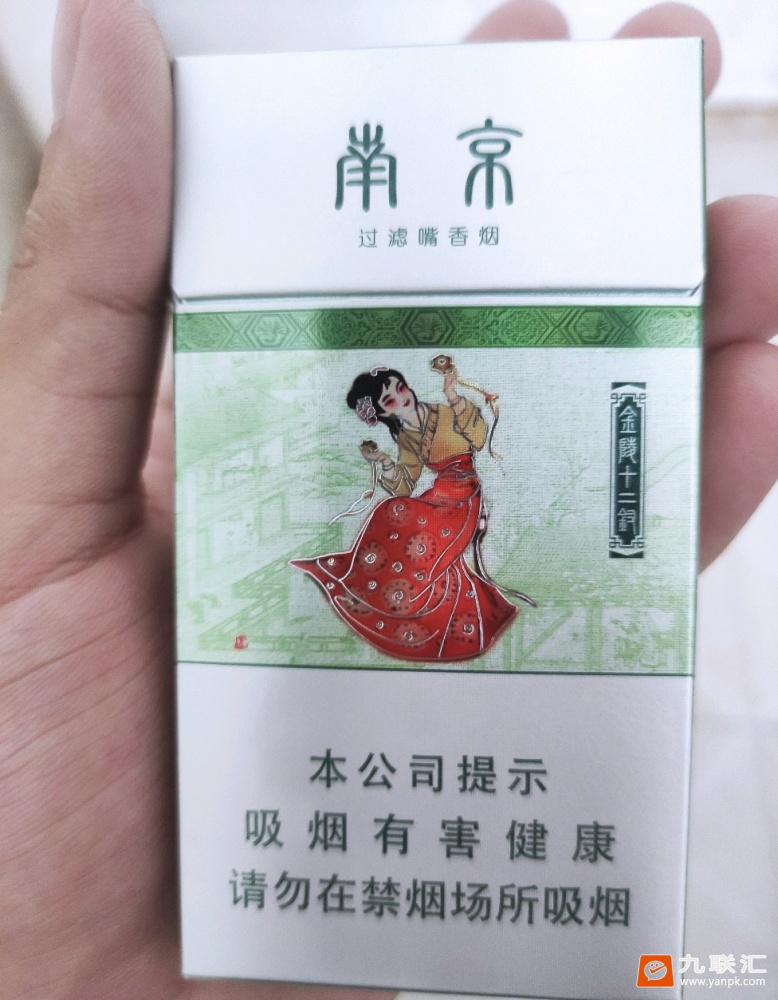 南京
过滤嘴香烟
金陵十二钗
本公司提示
吸烟有害健康
请勿在禁烟场所吸烟
九联汇
www.yanpk.com